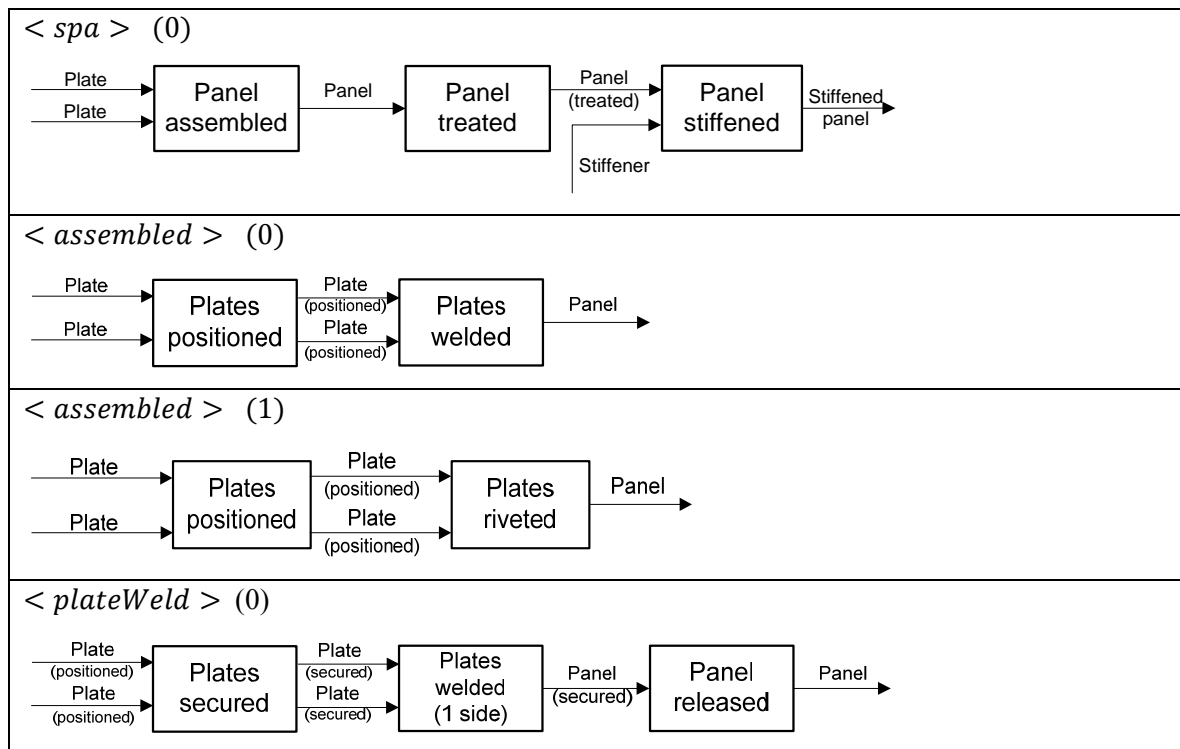 < spa > (0)
Plate
Plate
Panel
assembled
Panel
Panel
treated
Panel
(treated)
Stiffener
Panel
stiffened
Stiffened
panel
< assembled > (0)
Plate
Plate
Plates
positioned
Plate
(positioned)
Plate
(positioned)
Plates
welded
Panel
< assembled > (1)
Plate
Plate
Plates
positioned
Plate
(positioned)
Plate
(positioned)
Plates
riveted
Panel
< plateWeld > (0)
Plate
(positioned)
Plate
(positioned)
Plates
secured
Plate
(secured)
Plate
(secured)
Plates
welded
(1 side)
Panel
(secured)
Panel
released
Panel